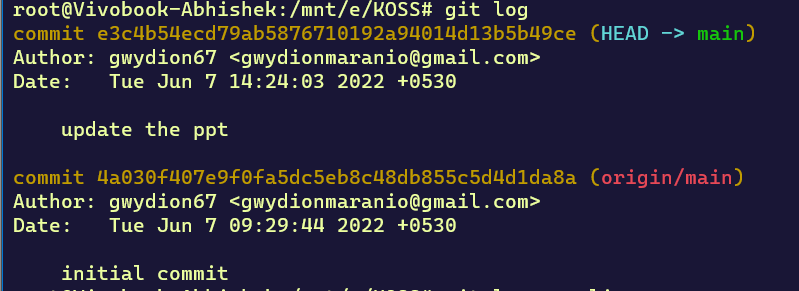 root@Vivobook-Abhishek:/mnt/e/KOSS# git log
commit e3c4b54ecd79ab5876710192a94014d13b5b49ce (HEAD -> main)
Author: gwydion67 <gwydionmaranio@gmail.com>
Date:   Tue Jun 7 14:24:03 2022 +0530
update the ppt
commit 4a030f407e9f0fa5dc5eb8c48db855c5d4d1da8a (origin/main)
Author: gwydion67 <gwydionmaranio@gmail.com>
Date:   Tue Jun 7 09:29:44 2022 +0530
initial commit